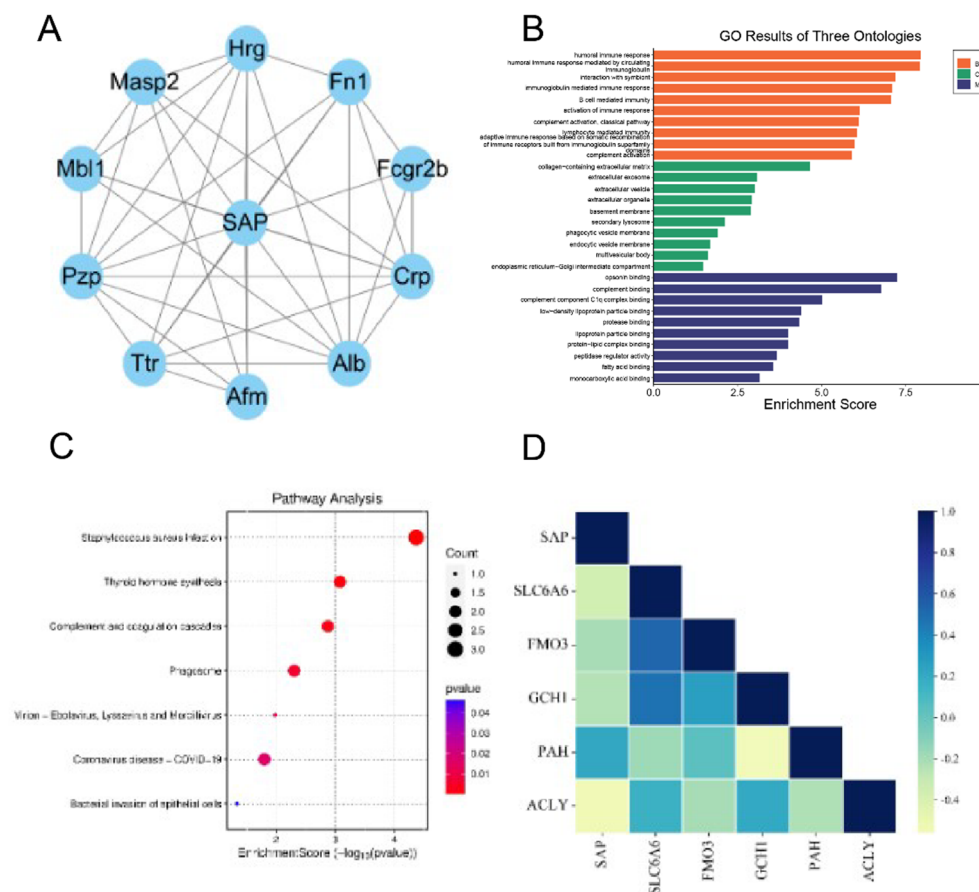 A
Hrg
Masp2
Fn1
Mbl1
Fcgr2b
SAP
Pzp
Crp
Ttr
Alb
Afm
B
GO Results of Three Ontologies
humoral immune response
humoral immune response mediated by circulating
immunoglobulin
interaction with symbiont
immunoglobulin mediated immune response
B cell mediated immunity
activation of immune response
complement activation, classical pathway
lymphocyte mediated immunity
adaptive immune response based on somatic recombination
of immune receptors built from immunoglobulin superfamily
domains
complement activation
collagen-containing extracellular matrix
extracellular exosome
extracellular vesicle
extracellular organelle
basement membrane
secondary lysosome
phagocytic vesicle membrane
endocytic vesicle membrane
multivesicular body
endoplasmic reticulum-Golgi intermediate compartment
opsonin binding
complement binding
complement component C1q complex binding
low-density lipoprotein particle binding
protease binding
lipoprotein particle binding
protein-lipid complex binding
peptidase regulator activity
fatty acid binding
monocarboxylic acid binding
0.0 2.5 5.0 7.5
Enrichment Score
B
C
M
C
Pathway Analysis
Staphylococcus aureus infection
Thyroid hormone synthesis
Complement and coagulation cascades
Phagosome
Virion - Ebolavirus, Lyssavirus and Morbillivirus
Coronavirus disease - COVID-19
Bacterial invasion of epithelial cells
2 3 4
EnrichmentScore (-log10(pvalue))
Count
1.0
1.5
2.0
2.5
3.0
pvalue
0.04
0.03
0.02
0.01
D
SAP
SLC6A6
FMO3
GCH1
PAH
ACLY
SAP
SLC6A6
FMO3
GCH1
PAH
ACLY
1.0
0.8
0.6
0.4
0.2
0.0
-0.2
-0.4